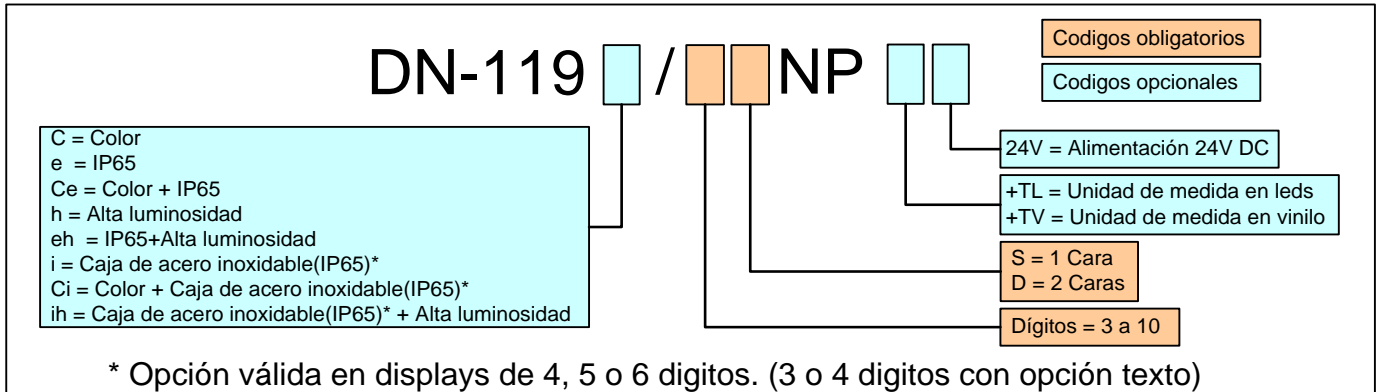 DN-119 / NP
Codigos obligatorios
Codigos opcionales
C = Color
e = IP65
Ce = Color + IP65
h = Alta luminosidad
eh = IP65+Alta luminosidad
i = Caja de acero inoxidable(IP65)*
Ci = Color + Caja de acero inoxidable(IP65)*
ih = Caja de acero inoxidable(IP65)* + Alta luminosidad
24V = Alimentación 24V DC
+TL = Unidad de medida en leds
+TV = Unidad de medida en vinilo
S = 1 Cara
D = 2 Caras
Dígitos = 3 a 10
* Opción válida en displays de 4, 5 o 6 digitos. (3 o 4 digitos con opción texto)